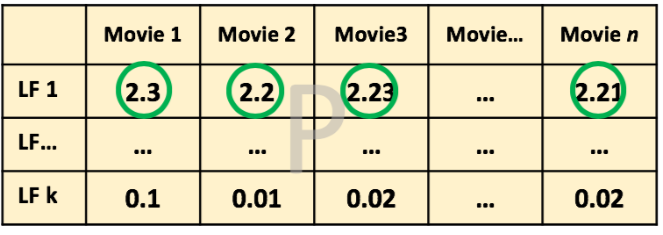 Movie 1 Movie 2 Movie3 Movie... Movie n
LF 1 2.3 2.2 2.23 ... 2.21
LF... ... ... ... ... ...
LF k 0.1 0.01 0.02 ... 0.02
P